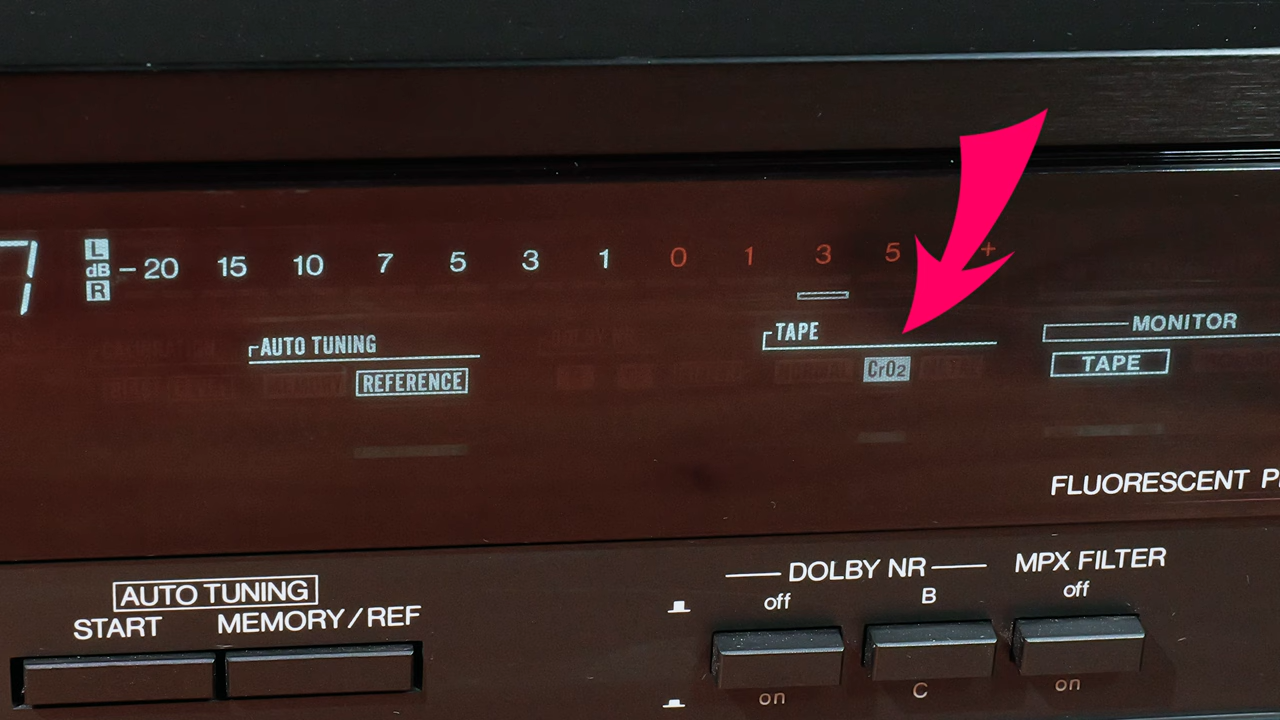 L
dB
R
−20 15 10 7 5 3 1 0 1 3 5 +
AUTO TUNING
REFERENCE
TAPE
CrO2
MONITOR
TAPE
FLUORESCENT
AUTO TUNING
START MEMORY/REF
DOLBY NR
off B
on C
MPX FILTER
off
on